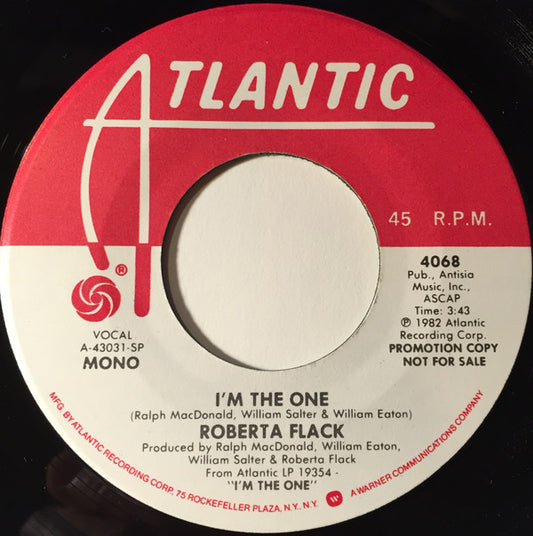 ATLANTIC
45 R.P.M.
®
VOCAL
A-43031-SP
MONO
4068
Pub., Antisia
Music, Inc.,
ASCAP
Time: 3:43
℗ 1982 Atlantic
Recording Corp.
PROMOTION COPY
NOT FOR SALE
I'M THE ONE
(Ralph MacDonald, William Salter & William Eaton)
ROBERTA FLACK
Produced by Ralph MacDonald, William Eaton,
William Salter & Roberta Flack
From Atlantic LP 19354 -
"I'M THE ONE"
MFG. BY ATLANTIC RECORDING CORP. 75 ROCKEFELLER PLAZA, N.Y., N.Y. W A WARNER COMMUNICATIONS COMPANY